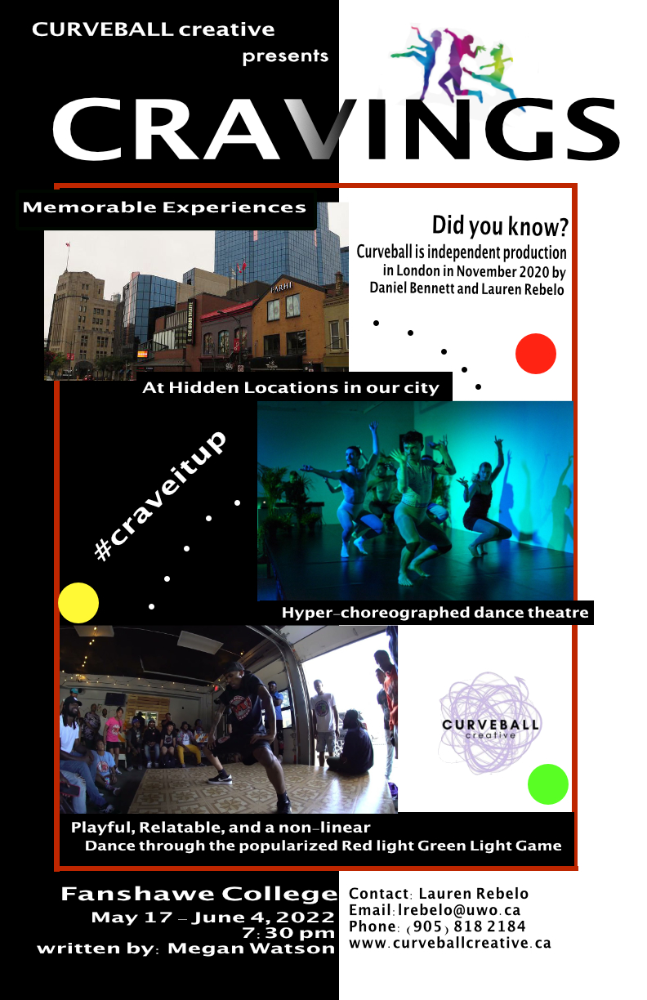 CURVEBALL creative
presents
CRAVINGS
Memorable Experiences
Did you know?
Curveball is independent production
in London in November 2020 by
Daniel Bennett and Lauren Rebelo
FARHI
THE GRAND THEATRE
At Hidden Locations in our city
#craveitup
Hyper-choreographed dance theatre
CURVEBALL
creative
Playful, Relatable, and a non-linear
Dance through the popularized Red light Green Light Game
Fanshawe College
May 17 - June 4, 2022
7:30 pm
written by: Megan Watson
Contact: Lauren Rebelo
Email:lrebelo@uwo.ca
Phone: (905) 818 2184
www.curveballcreative.ca